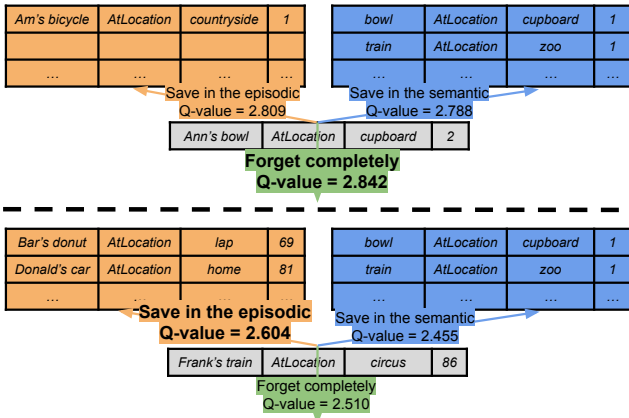 Am's bicycle AtLocation countryside 1
... ... ... ...
bowl AtLocation cupboard 1
train AtLocation zoo 1
... ... ... ...
Save in the episodic
Q-value = 2.809
Save in the semantic
Q-value = 2.788
Ann's bowl AtLocation cupboard 2
Forget completely
Q-value = 2.842
Bar's donut AtLocation lap 69
Donald's car AtLocation home 81
... ... ... ...
bowl AtLocation cupboard 1
train AtLocation zoo 1
... ... ... ...
Save in the episodic
Q-value = 2.604
Save in the semantic
Q-value = 2.455
Frank's train AtLocation circus 86
Forget completely
Q-value = 2.510